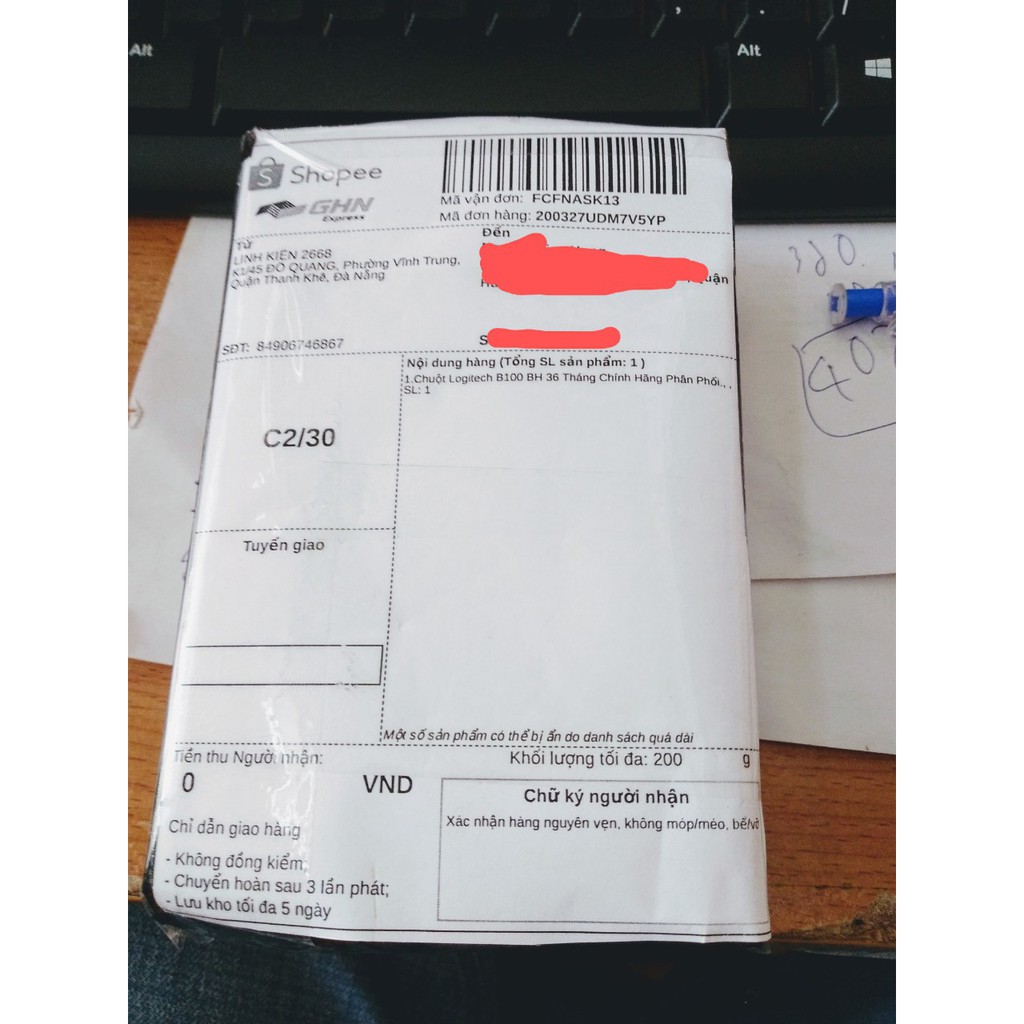 Alt
Alt
Shopee
GHN
Express
Mã vận đơn: FCFNASK13
Mã đơn hàng: 200327UDM7V5YP
Từ
LINH KIỆN 2668
K1/45 ĐỖ QUANG, Phường Vĩnh Trung,
Quận Thanh Khê, Đà Nẵng
SĐT: 84906746867
Đến
Quận
C2/30
Nội dung hàng (Tổng SL sản phẩm: 1 )
1.Chuột Logitech B100 BH 36 Tháng Chính Hãng Phân Phối., ,
SL: 1
Tuyến giao
Một số sản phẩm có thể bị ẩn do danh sách quá dài
Tiền thu Người nhận:
0 VND
Khối lượng tối đa: 200 g
Chữ ký người nhận
Xác nhận hàng nguyên vẹn, không móp/méo, bể/vỡ
Chỉ dẫn giao hàng
- Không đồng kiểm;
- Chuyển hoàn sau 3 lần phát;
- Lưu kho tối đa 5 ngày